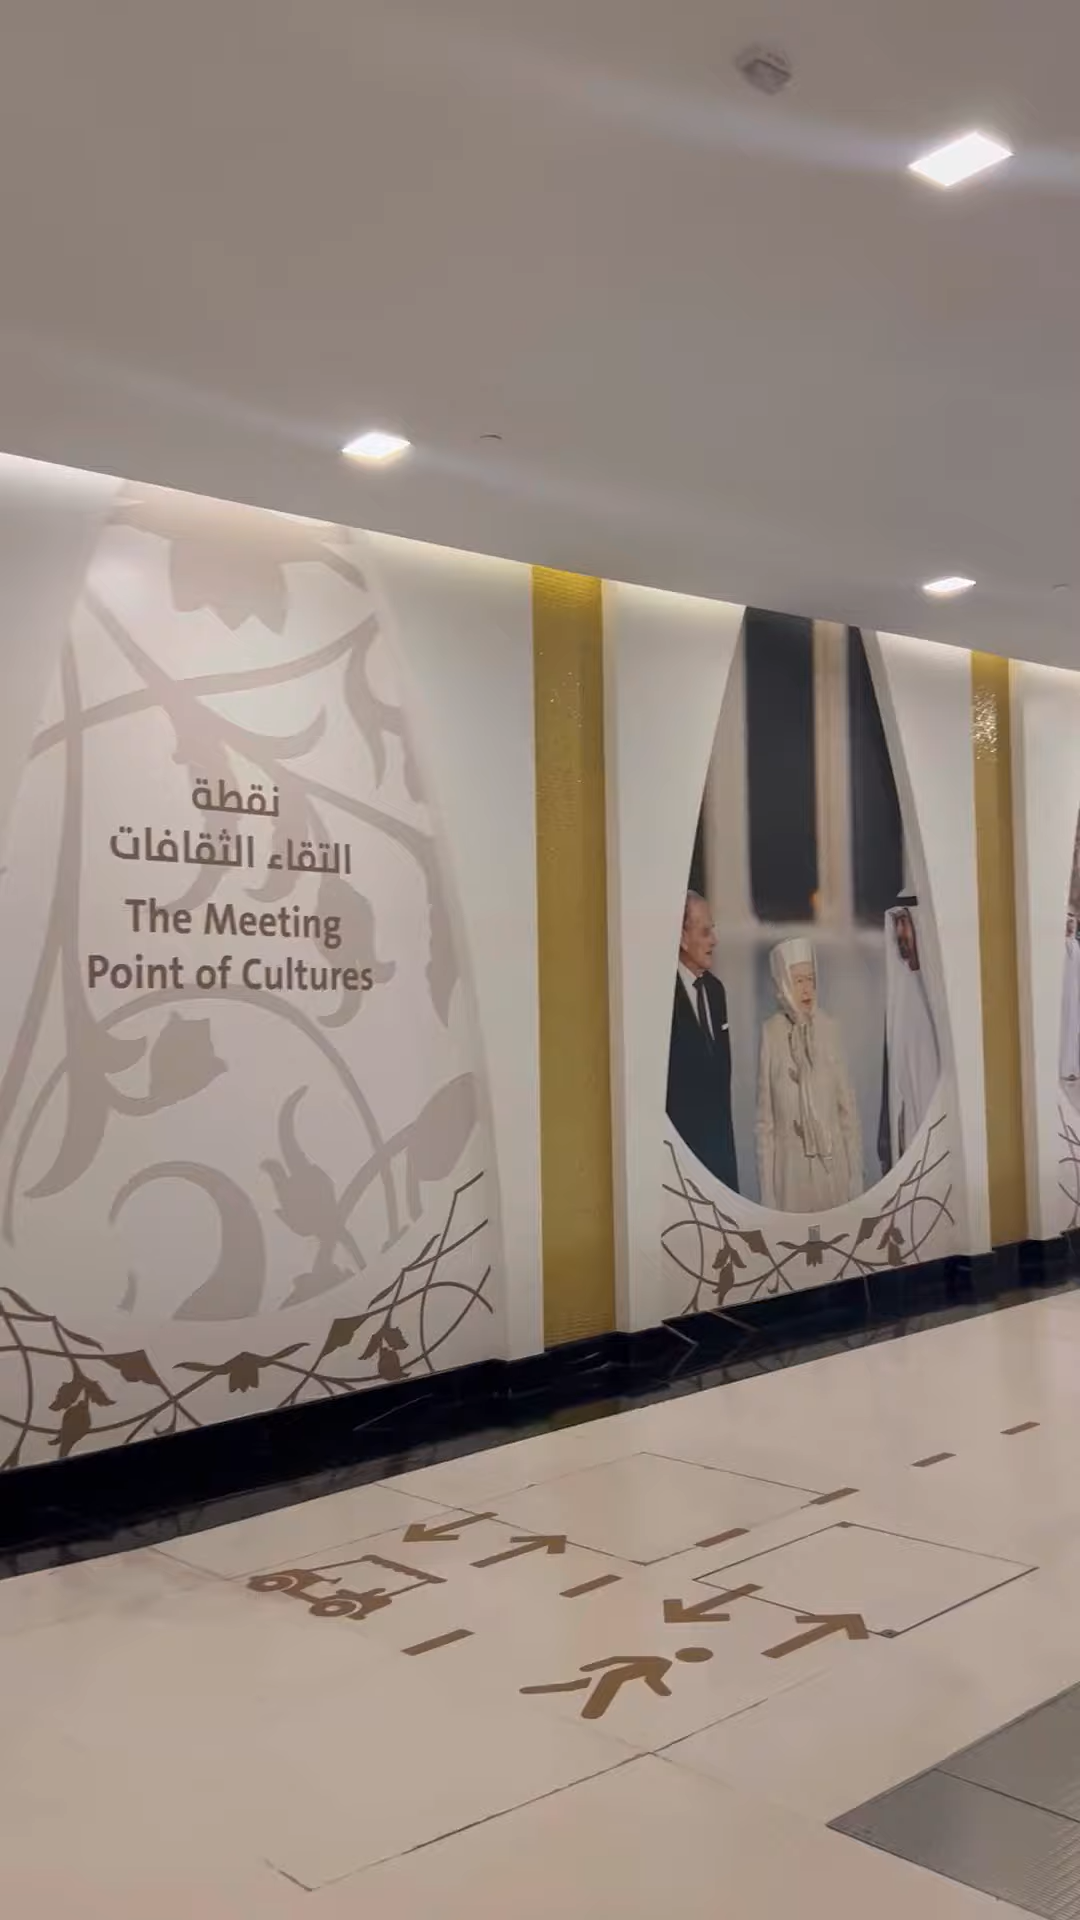 نقطة
التقاء الثقافات
The Meeting
Point of Cultures